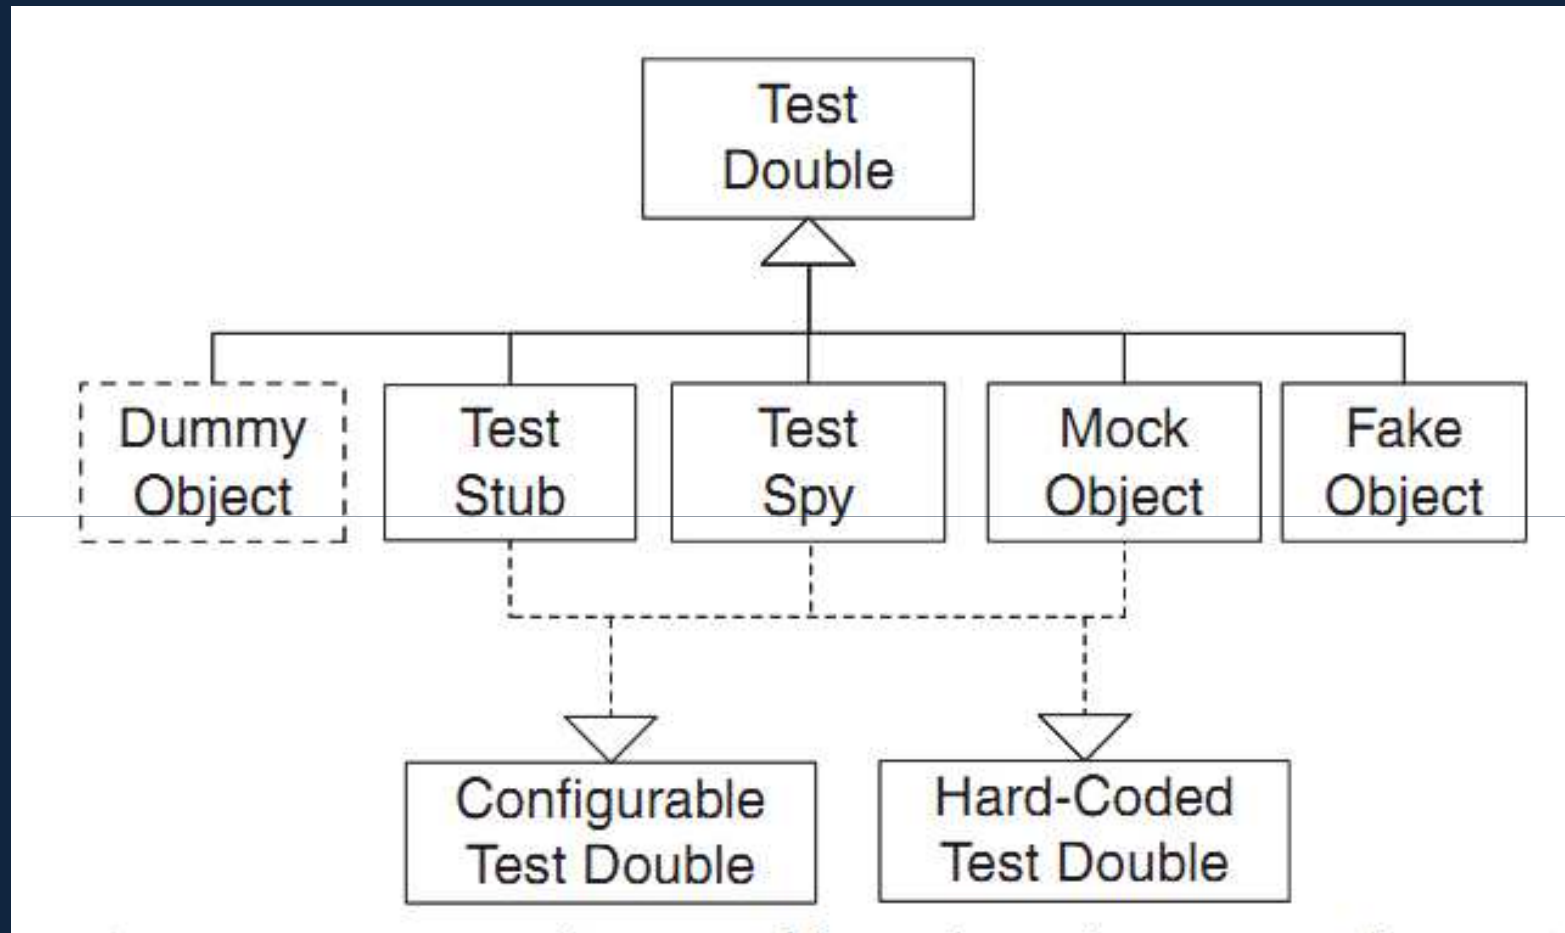 Test
Double
Dummy
Object
Test
Stub
Test
Spy
Mock
Object
Fake
Object
Configurable
Test Double
Hard-Coded
Test Double